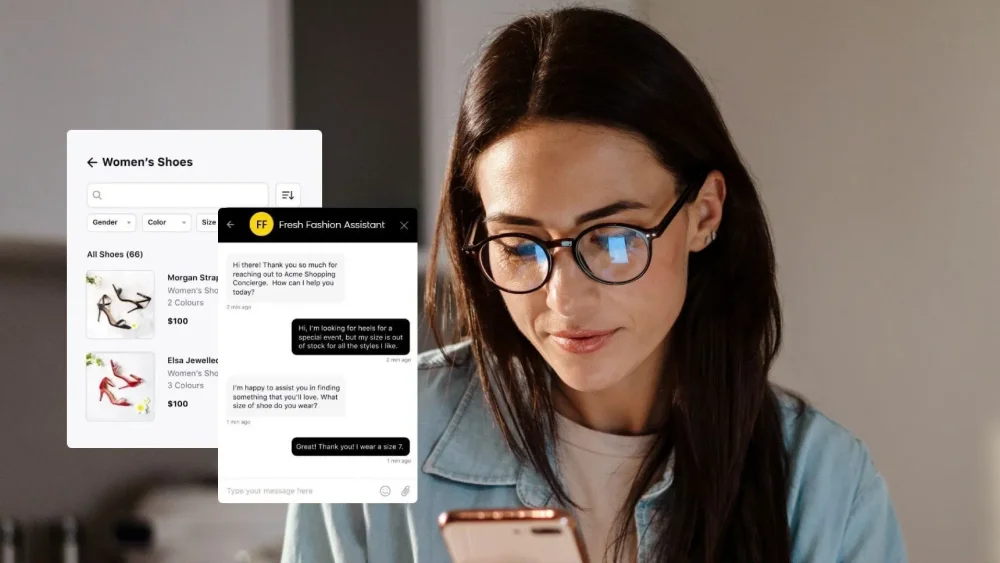 Women's Shoes
Gender
Color
Size
All Shoes (66)
Morgan Strap
Women's Sho
2 Colours
$100
Elsa Jewelled
Women's Sho
3 Colours
$100
FF
Fresh Fashion Assistant
Hi there! Thank you so much for
reaching out to Acme Shopping
Concierge. How can I help you
today?
2 min ago
Hi, I'm looking for heels for a
special event, but my size is out
of stock for all the styles I like.
2 min ago
I'm happy to assist you in finding
something that you'll love. What
size of shoe do you wear?
1 min ago
Great! Thank you! I wear a size 7.
1 min ago
Type your message here